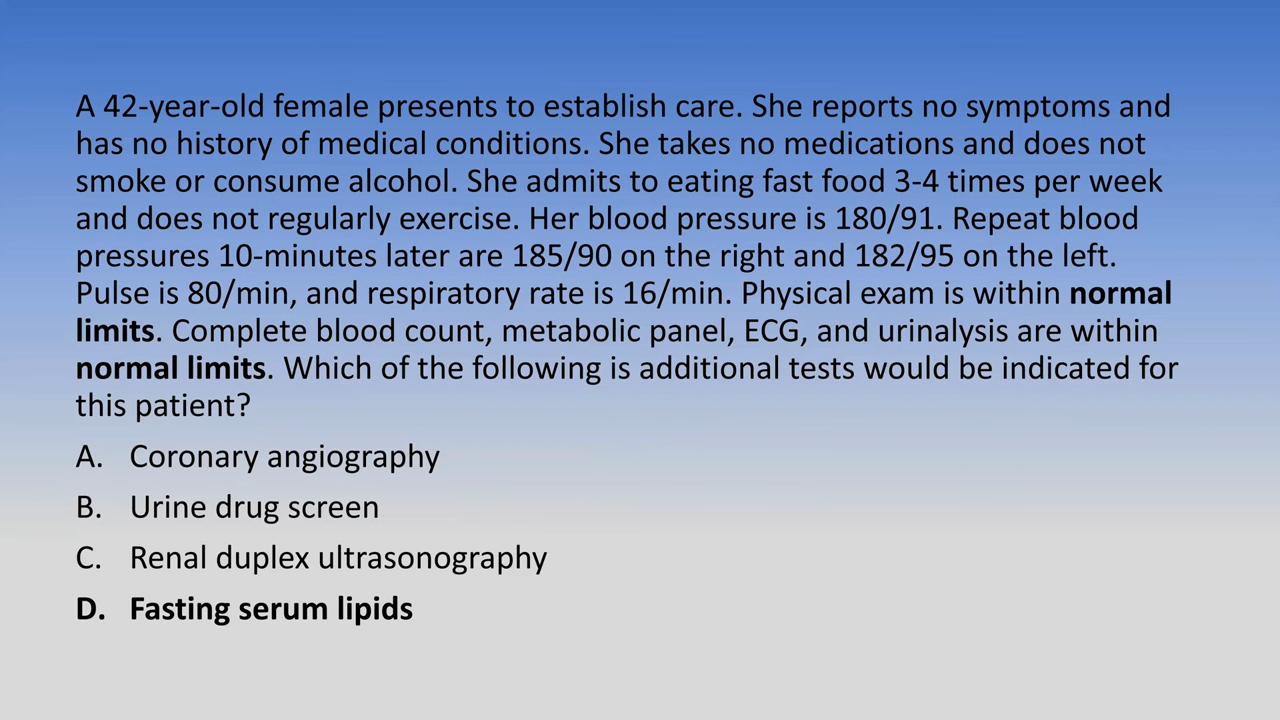 A 42-year-old female presents to establish care. She reports no symptoms and
has no history of medical conditions. She takes no medications and does not
smoke or consume alcohol. She admits to eating fast food 3-4 times per week
and does not regularly exercise. Her blood pressure is 180/91. Repeat blood
pressures 10-minutes later are 185/90 on the right and 182/95 on the left.
Pulse is 80/min, and respiratory rate is 16/min. Physical exam is within normal
limits. Complete blood count, metabolic panel, ECG, and urinalysis are within
normal limits. Which of the following is additional tests would be indicated for
this patient?
A. Coronary angiography
B. Urine drug screen
C. Renal duplex ultrasonography
D. Fasting serum lipids